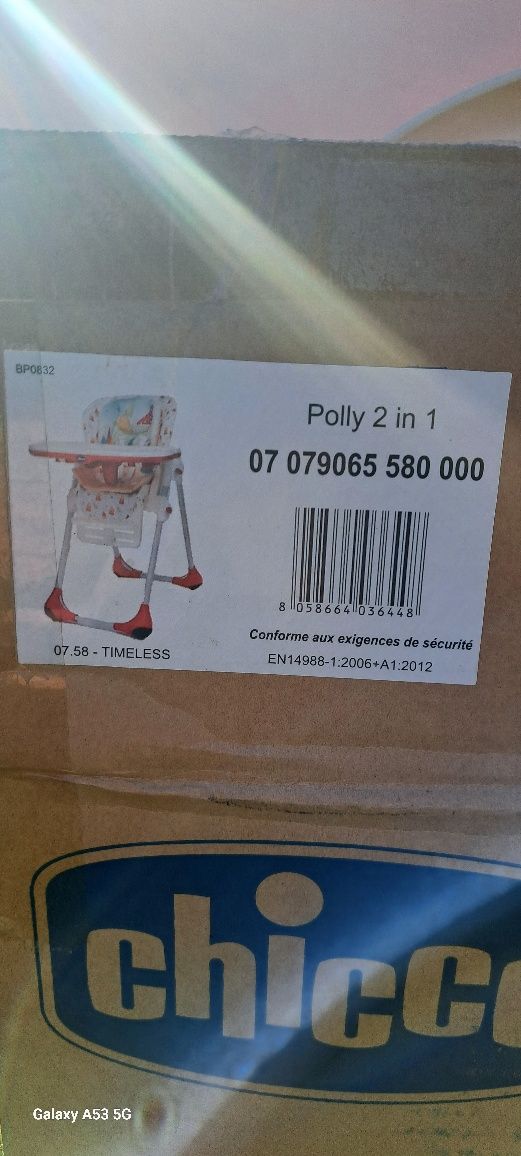 BP0832
Polly 2 in 1
07 079065 580 000
8 058664 036448
Conforme aux exigences de sécurité
EN14988-1:2006+A1:2012
07.58 - TIMELESS
chicco
Galaxy A53 5G